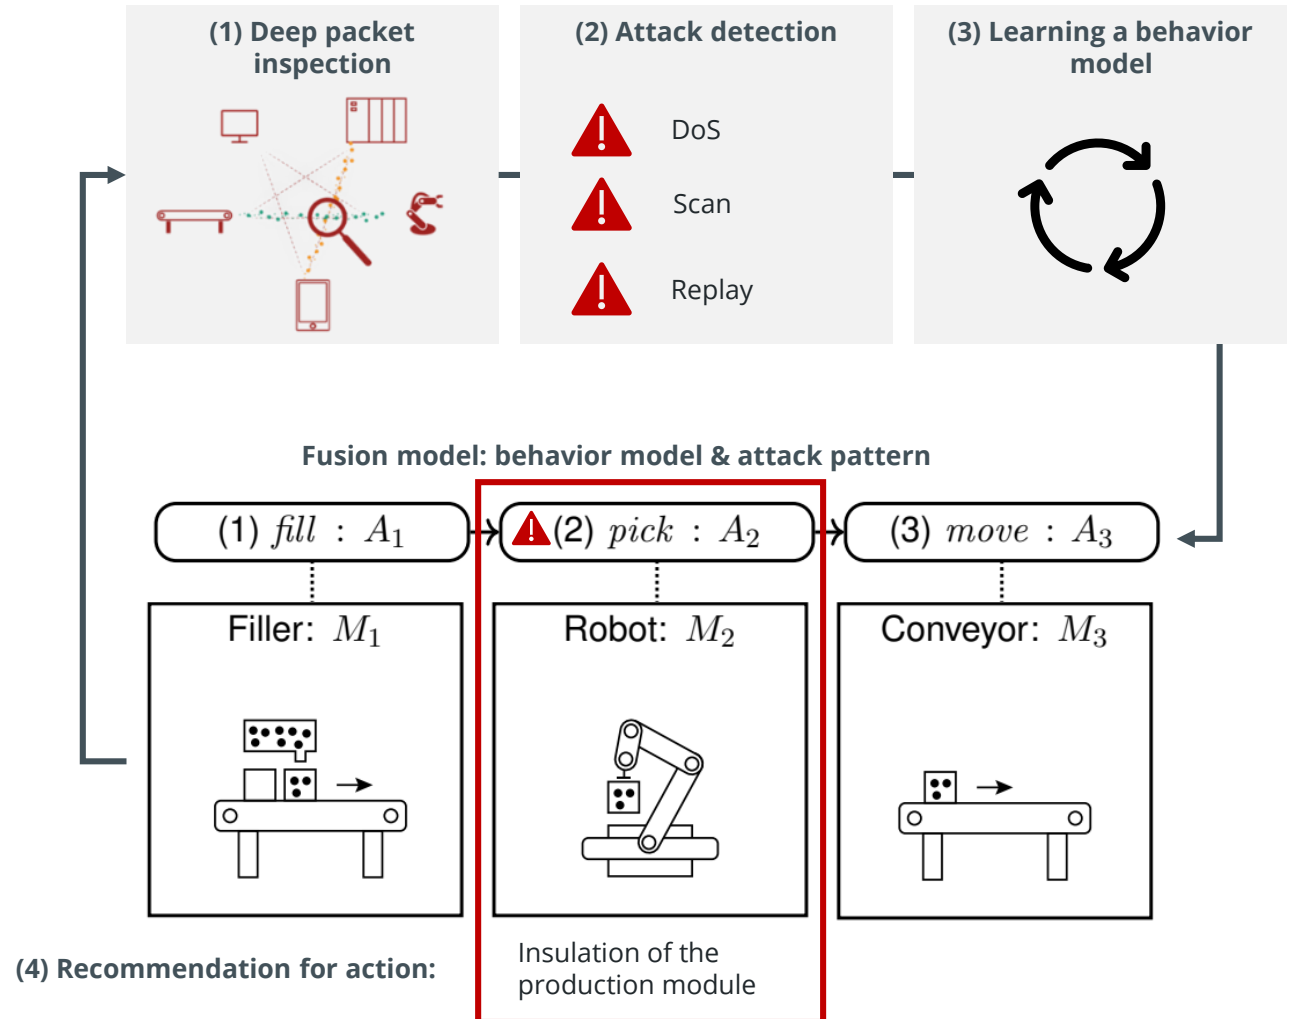 (1) Deep packet
inspection
(2) Attack detection
DoS
Scan
Replay
(3) Learning a behavior
model
Fusion model: behavior model & attack pattern
(1) fill : A₁
(2) pick : A₂
(3) move : A₃
Filler: M₁
Robot: M₂
Conveyor: M₃
(4) Recommendation for action:
Insulation of the
production module